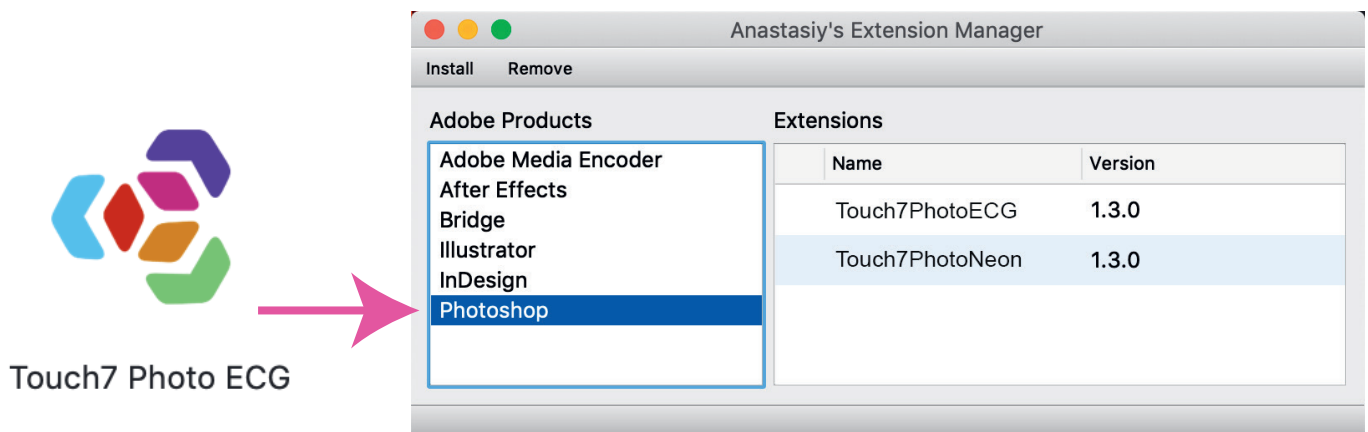 Anastasiy's Extension Manager
Install Remove
Adobe Products
Adobe Media Encoder
After Effects
Bridge
Illustrator
InDesign
Photoshop
Extensions
Name Version
Touch7PhotoECG 1.3.0
Touch7PhotoNeon 1.3.0
Touch7 Photo ECG